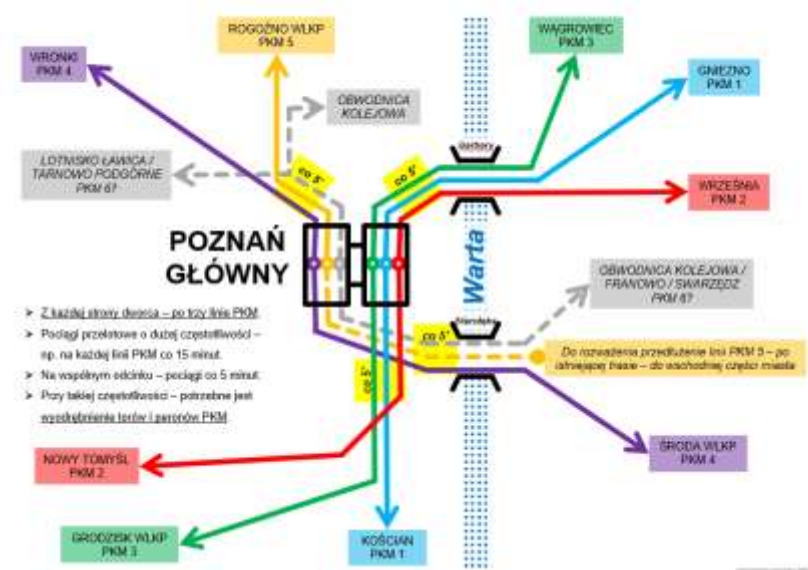 ROGOŹNO WLKP
PKM 5
WĄGROWIEC
PKM 3
WRONKI
PKM 4
GNIEZNO
PKM 1
OBWODNICA
KOLEJOWA
LOTNISKO ŁAWICA /
TARNOWO PODGÓRNE
PKM 6?
co 5'
co 5'
Garbary
WRZEŚNIA
PKM 2
POZNAŃ
GŁÓWNY
Warta
OBWODNICA KOLEJOWA /
FRANOWO / SWARZĘDZ
PKM 6?
Z każdej strony dworca – po trzy linie PKM.
Pociągi przelotowe o dużej częstotliwości –
np. na każdej linii PKM co 15 minut.
Na wspólnym odcinku – pociągi co 5 minut.
Przy takiej częstotliwości – potrzebne jest
wyodrębnienie torów i peronów PKM.
co 5'
co 5'
Do rozważenia przedłużenie linii PKM 5 – po
istniejącej trasie – do wschodniej części miasta
NOWY TOMYŚL
PKM 2
ŚRODA WLKP
PKM 4
GRODZISK WLKP
PKM 3
KOŚCIAN
PKM 1